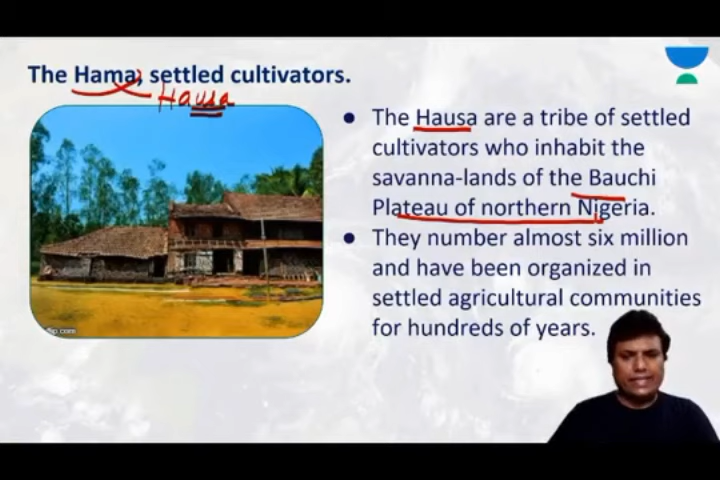 The Hama, settled cultivators.
Hausa
● The Hausa are a tribe of settled
cultivators who inhabit the
savanna-lands of the Bauchi
Plateau of northern Nigeria.
● They number almost six million
and have been organized in
settled agricultural communities
for hundreds of years.